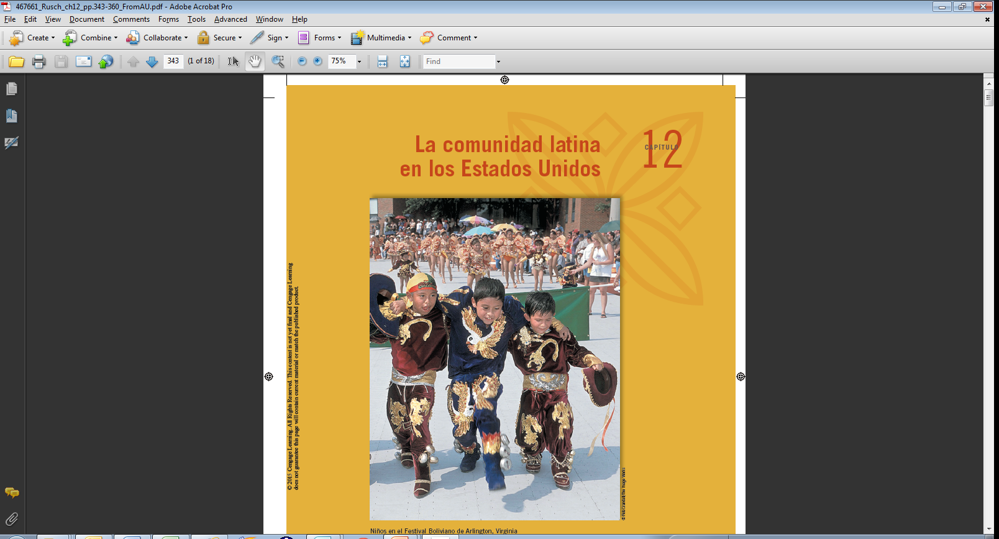 467661_Rusch_ch12_pp.343-360_FromAU.pdf - Adobe Acrobat Pro
File Edit View Document Comments Forms Tools Advanced Window Help
Create Combine Collaborate Secure Sign Forms Multimedia Comment
343 (1 of 18) 75% Find
La comunidad latina
en los Estados Unidos
12
CAPÍTULO
© 2015 Cengage Learning. All Rights Reserved. This content is not yet final and Cengage Learning
does not guarantee this page will contain current material or match the published product.
© Rob Crandall/The Image Works
Niños en el Festival Boliviano de Arlington, Virginia